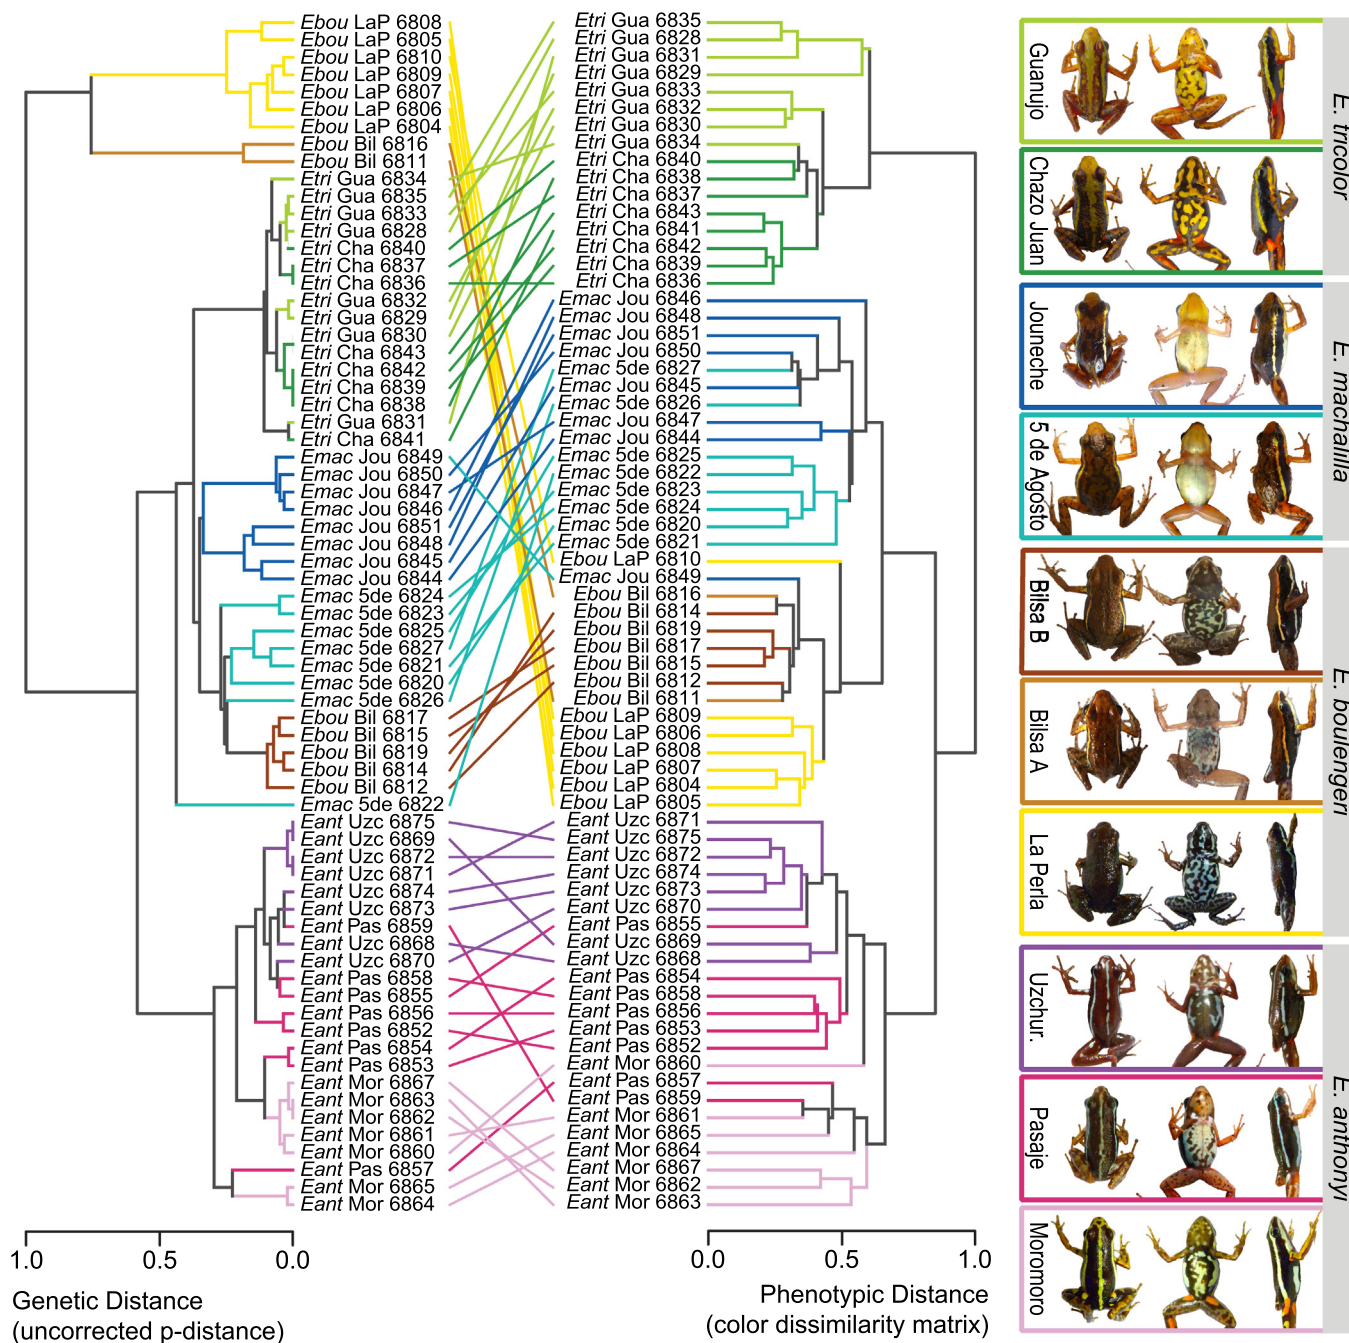 Ebou LaP 6808
Ebou LaP 6805
Ebou LaP 6810
Ebou LaP 6809
Ebou LaP 6807
Ebou LaP 6806
Ebou LaP 6804
Ebou Bil 6816
Ebou Bil 6811
Etri Gua 6834
Etri Gua 6835
Etri Gua 6833
Etri Gua 6828
Etri Cha 6840
Etri Cha 6837
Etri Cha 6836
Etri Gua 6832
Etri Gua 6829
Etri Gua 6830
Etri Cha 6843
Etri Cha 6842
Etri Cha 6839
Etri Cha 6838
Etri Gua 6831
Etri Cha 6841
Emac Jou 6849
Emac Jou 6850
Emac Jou 6847
Emac Jou 6846
Emac Jou 6851
Emac Jou 6848
Emac Jou 6845
Emac Jou 6844
Emac 5de 6824
Emac 5de 6823
Emac 5de 6825
Emac 5de 6827
Emac 5de 6821
Emac 5de 6820
Emac 5de 6826
Ebou Bil 6817
Ebou Bil 6815
Ebou Bil 6819
Ebou Bil 6814
Ebou Bil 6812
Emac 5de 6822
Eant Uzc 6875
Eant Uzc 6869
Eant Uzc 6872
Eant Uzc 6871
Eant Uzc 6874
Eant Uzc 6873
Eant Pas 6859
Eant Uzc 6868
Eant Uzc 6870
Eant Pas 6858
Eant Pas 6855
Eant Pas 6856
Eant Pas 6852
Eant Pas 6854
Eant Pas 6853
Eant Mor 6867
Eant Mor 6863
Eant Mor 6862
Eant Mor 6861
Eant Mor 6860
Eant Pas 6857
Eant Mor 6865
Eant Mor 6864
1.0 0.5 0.0
Genetic Distance
(uncorrected p-distance)
Etri Gua 6835
Etri Gua 6828
Etri Gua 6831
Etri Gua 6829
Etri Gua 6833
Etri Gua 6832
Etri Gua 6830
Etri Gua 6834
Etri Cha 6840
Etri Cha 6838
Etri Cha 6837
Etri Cha 6843
Etri Cha 6841
Etri Cha 6842
Etri Cha 6839
Etri Cha 6836
Emac Jou 6846
Emac Jou 6848
Emac Jou 6851
Emac Jou 6850
Emac 5de 6827
Emac Jou 6845
Emac 5de 6826
Emac Jou 6847
Emac Jou 6844
Emac 5de 6825
Emac 5de 6822
Emac 5de 6823
Emac 5de 6824
Emac 5de 6820
Emac 5de 6821
Ebou LaP 6810
Emac Jou 6849
Ebou Bil 6816
Ebou Bil 6814
Ebou Bil 6819
Ebou Bil 6817
Ebou Bil 6815
Ebou Bil 6812
Ebou Bil 6811
Ebou LaP 6809
Ebou LaP 6806
Ebou LaP 6808
Ebou LaP 6807
Ebou LaP 6804
Ebou LaP 6805
Eant Uzc 6871
Eant Uzc 6875
Eant Uzc 6872
Eant Uzc 6874
Eant Uzc 6873
Eant Uzc 6870
Eant Pas 6855
Eant Uzc 6869
Eant Uzc 6868
Eant Pas 6854
Eant Pas 6858
Eant Pas 6856
Eant Pas 6853
Eant Pas 6852
Eant Mor 6860
Eant Pas 6857
Eant Pas 6859
Eant Mor 6861
Eant Mor 6865
Eant Mor 6864
Eant Mor 6867
Eant Mor 6862
Eant Mor 6863
0.0 0.5 1.0
Phenotypic Distance
(color dissimilarity matrix)
Guanujo
Chazo Juan
E. tricolor
Jouneche
5 de Agosto
E. machalilla
Bilsa B
Bilsa A
La Perla
E. boulengeri
Uzchur.
Pasaje
Moromoro
E. anthonyi